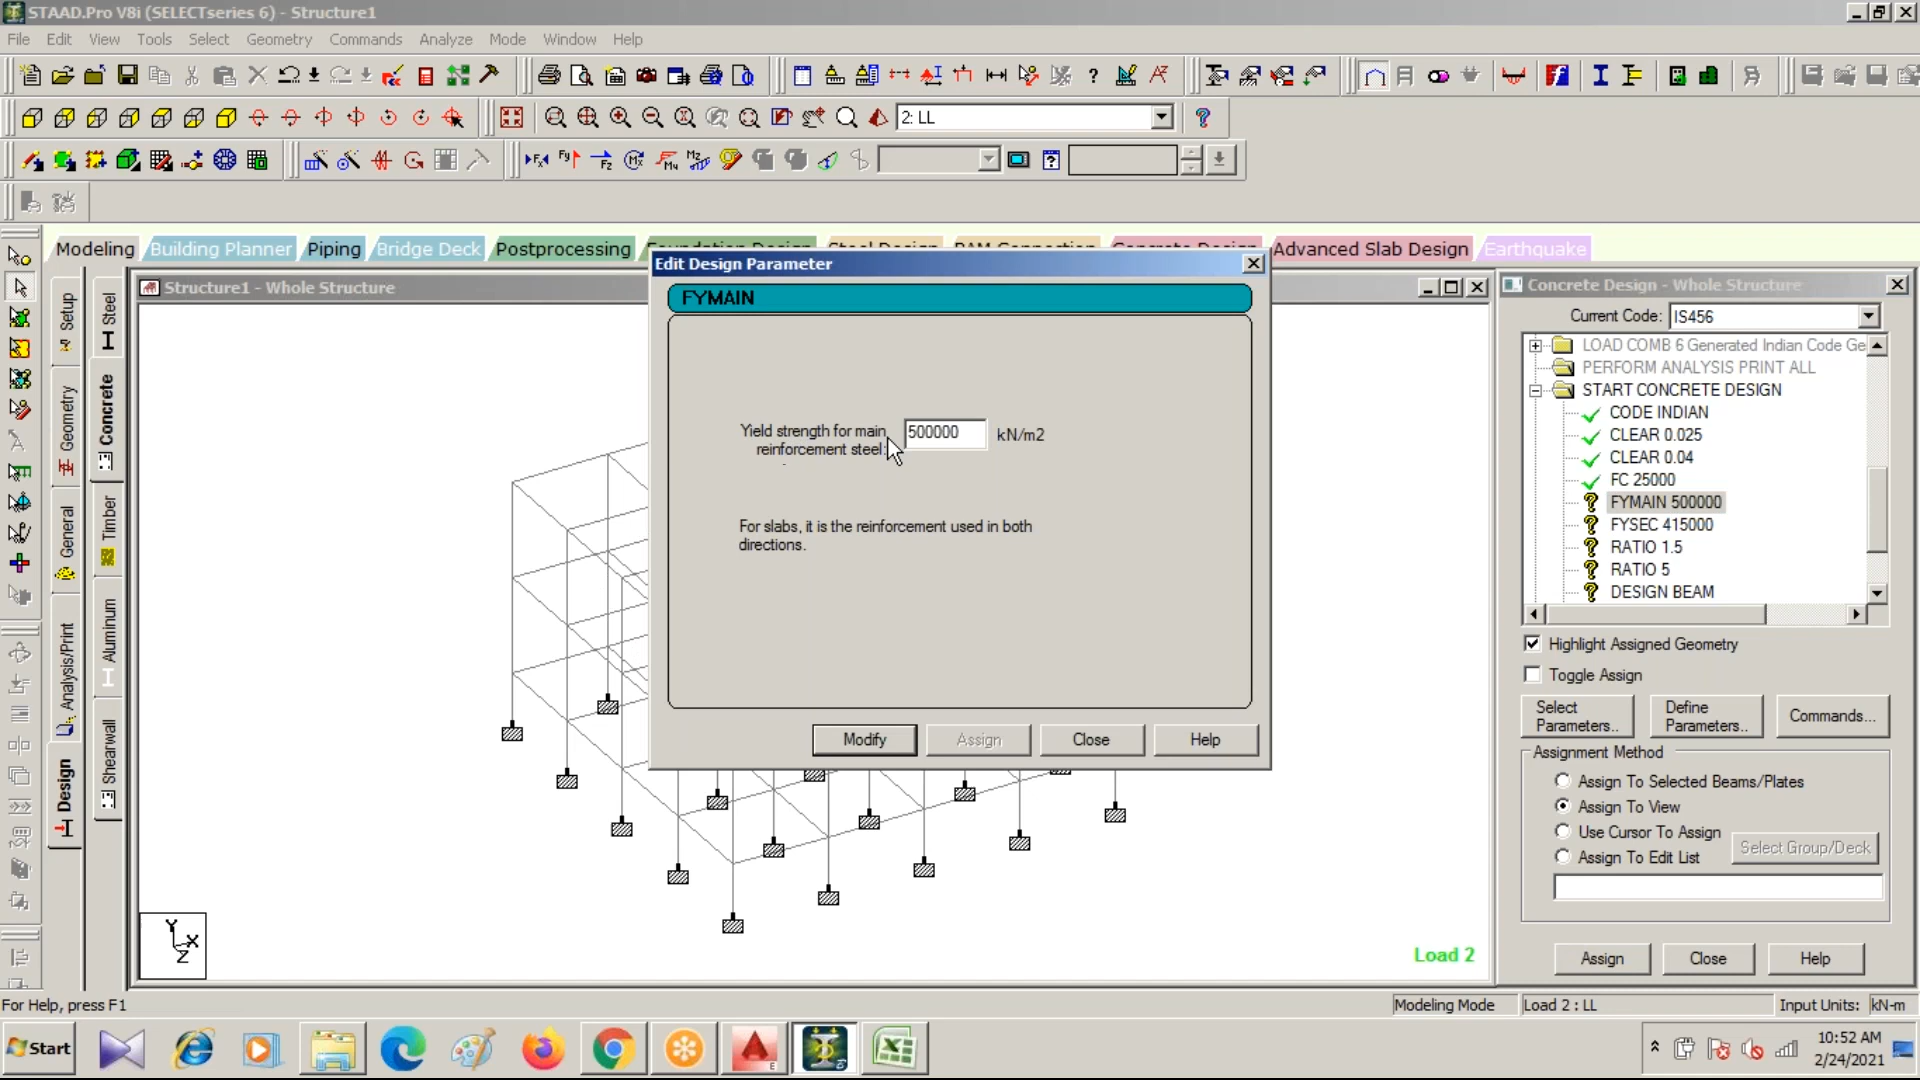 STAAD.Pro V8i (SELECTseries 6) - Structure1
File Edit View Tools Select Geometry Commands Analyze Mode Window Help
2: LL
Modeling Building Planner Piping Bridge Deck Postprocessing Foundation Design Steel Design RAM Connection Concrete Design Advanced Slab Design Earthquake
Structure1 - Whole Structure
Setup
Geometry
General
Analysis/Print
Design
Steel
Concrete
Timber
Aluminum
Shearwall
Edit Design Parameter
FYMAIN
Yield strength for main 500000 kN/m2
reinforcement steel:
For slabs, it is the reinforcement used in both
directions.
Modify Assign Close Help
Y
X
Z
Load 2
Concrete Design - Whole Structure
Current Code: IS456
LOAD COMB 6 Generated Indian Code Ge
PERFORM ANALYSIS PRINT ALL
START CONCRETE DESIGN
CODE INDIAN
CLEAR 0.025
CLEAR 0.04
FC 25000
FYMAIN 500000
FYSEC 415000
RATIO 1.5
RATIO 5
DESIGN BEAM
Highlight Assigned Geometry
Toggle Assign
Select Parameters..
Define Parameters..
Commands...
Assignment Method
Assign To Selected Beams/Plates
Assign To View
Use Cursor To Assign
Assign To Edit List
Select Group/Deck
Assign Close Help
For Help, press F1
Modeling Mode
Load 2 : LL
Input Units: kN-m
Start
10:52 AM
2/24/2021